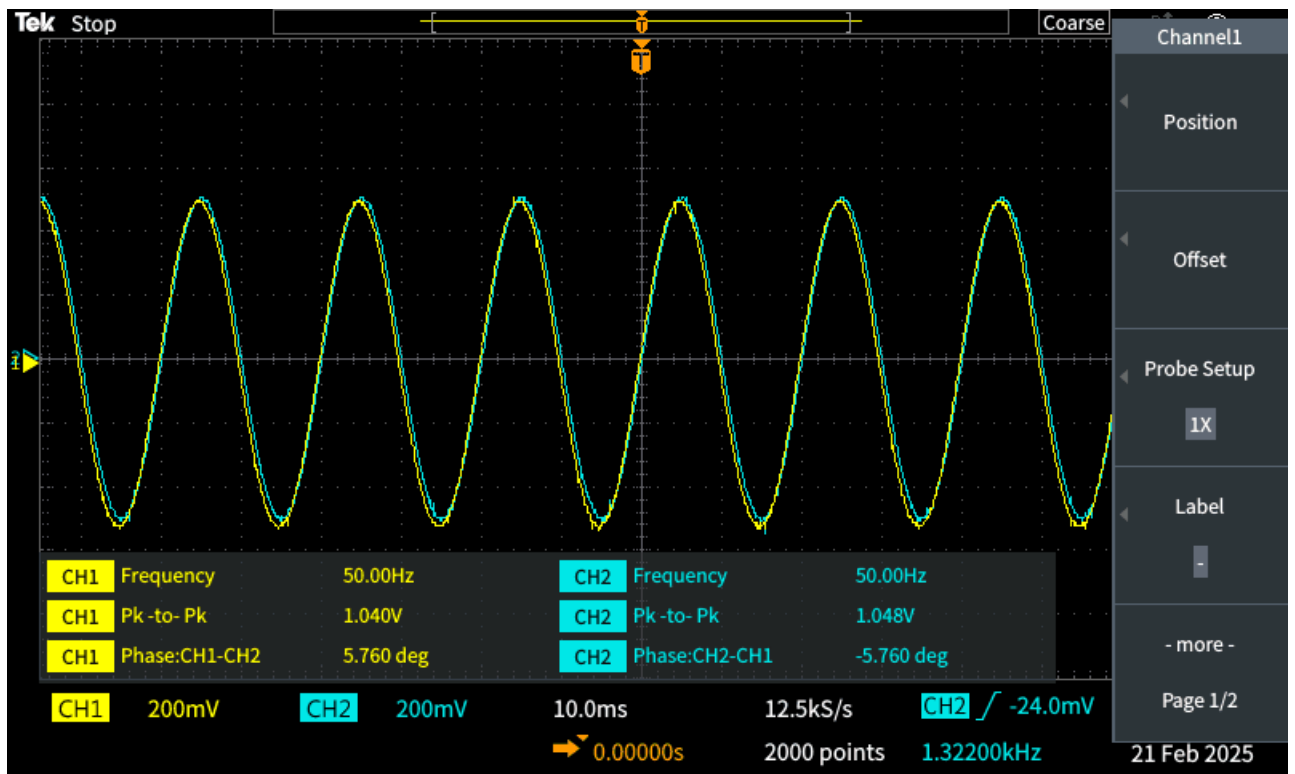 Tek Stop
T
Coarse
T
Channel1
Position
Offset
Probe Setup
1X
Label
-
- more -
Page 1/2
CH1 Frequency 50.00Hz CH2 Frequency 50.00Hz
CH1 Pk-to- Pk 1.040V CH2 Pk-to- Pk 1.048V
CH1 Phase:CH1-CH2 5.760 deg CH2 Phase:CH2-CH1 -5.760 deg
CH1 200mV CH2 200mV 10.0ms 12.5kS/s CH2 -24.0mV
0.00000s 2000 points 1.32200kHz 21 Feb 2025